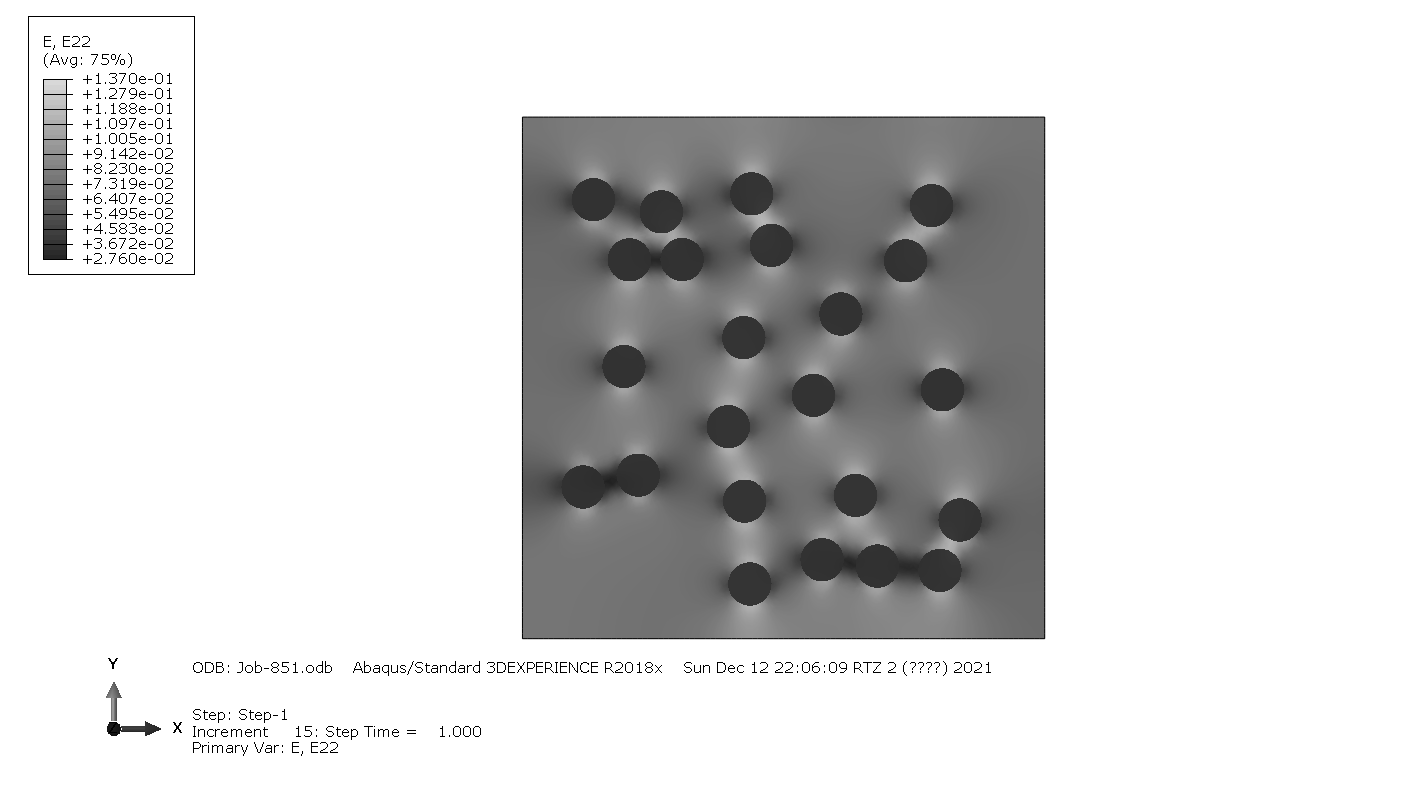 E, E22
(Avg: 75%)
+1.370e-01
+1.279e-01
+1.188e-01
+1.097e-01
+1.005e-01
+9.142e-02
+8.230e-02
+7.319e-02
+6.407e-02
+5.495e-02
+4.583e-02
+3.672e-02
+2.760e-02
Y
X
ODB: Job-851.odb Abaqus/Standard 3DEXPERIENCE R2018x Sun Dec 12 22:06:09 RTZ 2 (????) 2021
Step: Step-1
Increment 15: Step Time = 1.000
Primary Var: E, E22